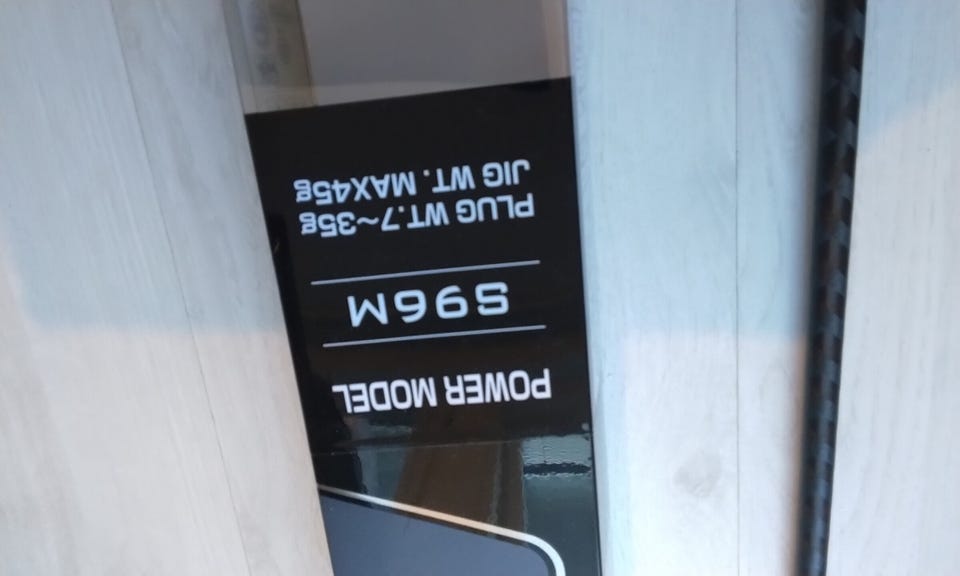 POWER MODEL
S96M
PLUG WT.7~35g
JIG WT. MAX45g